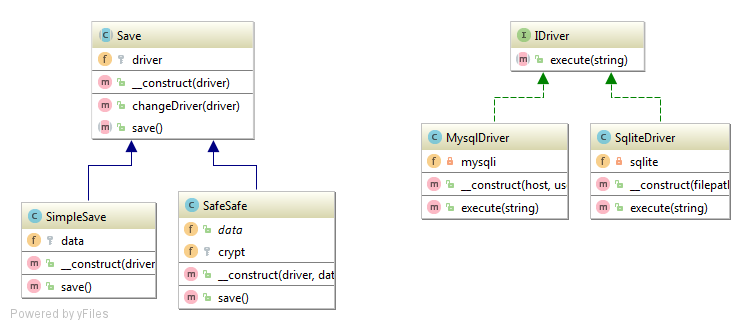 C Save
f driver
m __construct(driver)
m changeDriver(driver)
m save()
I IDriver
m execute(string)
C MysqlDriver
f mysqli
m __construct(host, us
m execute(string)
C SqliteDriver
f sqlite
m __construct(filepat
m execute(string)
C SimpleSave
f data
m __construct(driver
m save()
C SafeSafe
f data
f crypt
m __construct(driver, dat
m save()
Powered by yFiles